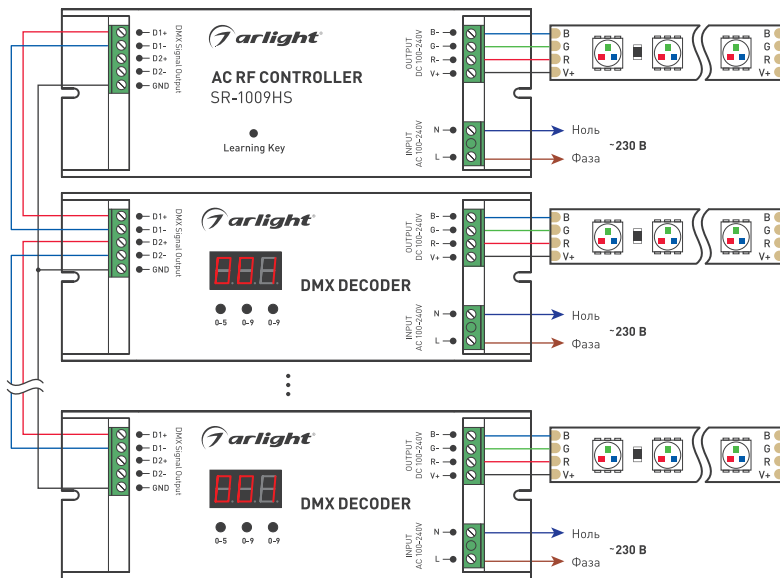 D1+
D1-
D2+
D2-
GND
DMX Signal Output
arlight®
AC RF CONTROLLER
SR-1009HS
Learning Key
OUTPUT
DC 100-240V
B-
G-
R-
V+
INPUT
AC 100-240V
N
L
B
G
R
V+
B
G
R
V+
Ноль
Фаза
~230 В
D1+
D1-
D2+
D2-
GND
DMX Signal Output
arlight®
001
0-5 0-9 0-9
DMX DECODER
OUTPUT
DC 100-240V
B-
G-
R-
V+
INPUT
AC 100-240V
N
L
B
G
R
V+
B
G
R
V+
Ноль
Фаза
~230 В
D1+
D1-
D2+
D2-
GND
DMX Signal Output
arlight®
001
0-5 0-9 0-9
DMX DECODER
OUTPUT
DC 100-240V
B-
G-
R-
V+
INPUT
AC 100-240V
N
L
B
G
R
V+
B
G
R
V+
Ноль
Фаза
~230 В